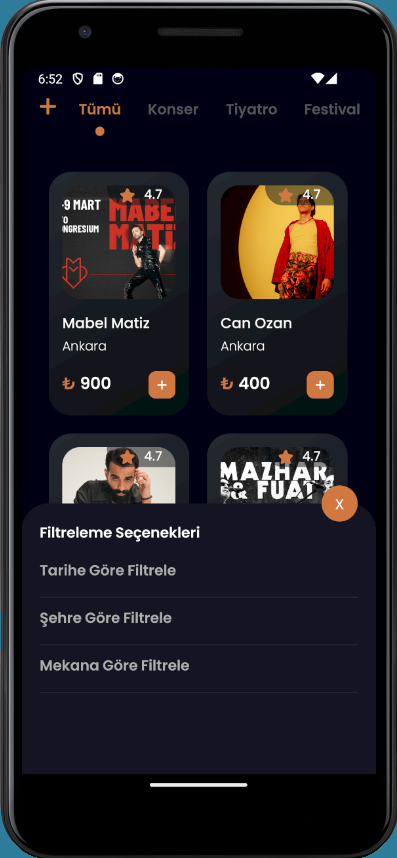 6:52
+ Tümü Konser Tiyatro Festival
4.7
4.7
-9 MART
MABE
MATI
NGRESIUM
Mabel Matiz
Can Ozan
Ankara
Ankara
₺ 900 +
₺ 400 +
4.7
4.7
MAZHAR
& FUAT
X
Filtreleme Seçenekleri
Tarihe Göre Filtrele
Şehre Göre Filtrele
Mekana Göre Filtrele